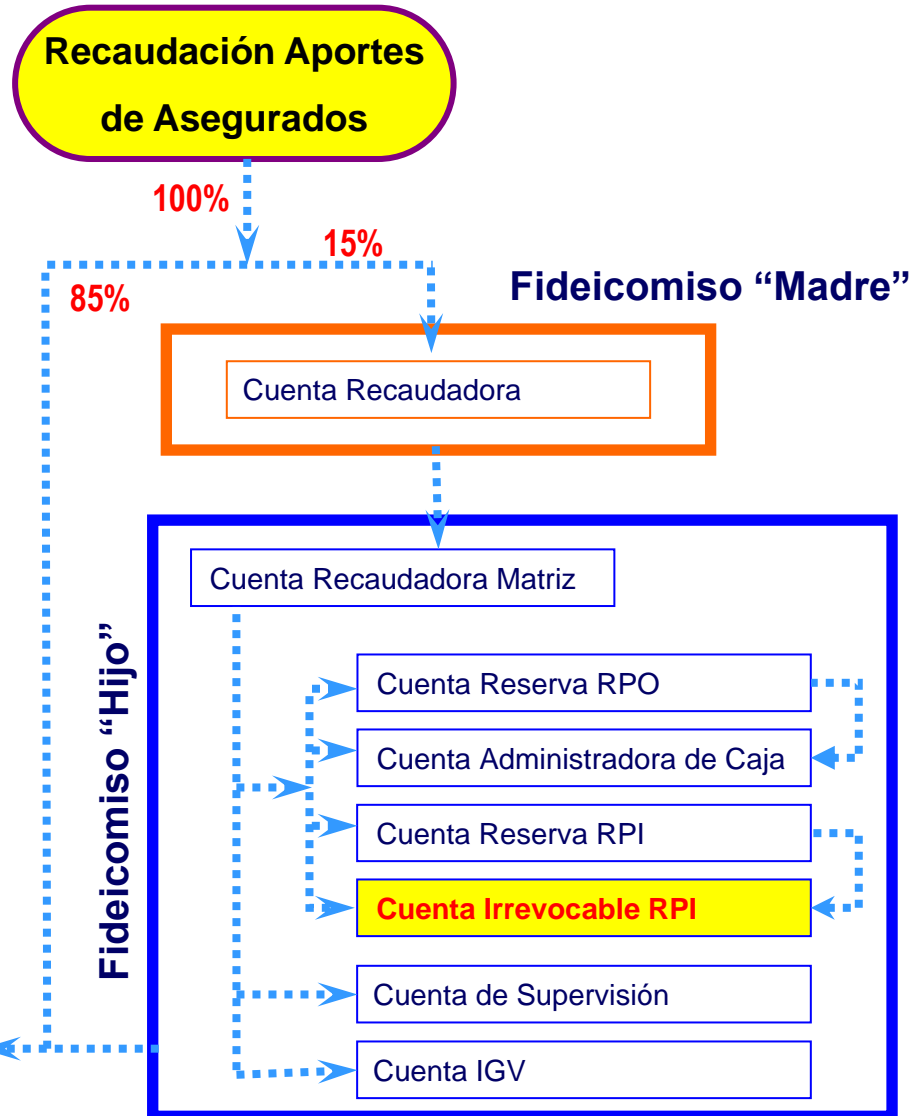 Recaudación Aportes
de Asegurados
100%
15%
85%
Fideicomiso “Madre”
Cuenta Recaudadora
Cuenta Recaudadora Matriz
Fideicomiso “Hijo”
Cuenta Reserva RPO
Cuenta Administradora de Caja
Cuenta Reserva RPI
Cuenta Irrevocable RPI
Cuenta de Supervisión
Cuenta IGV